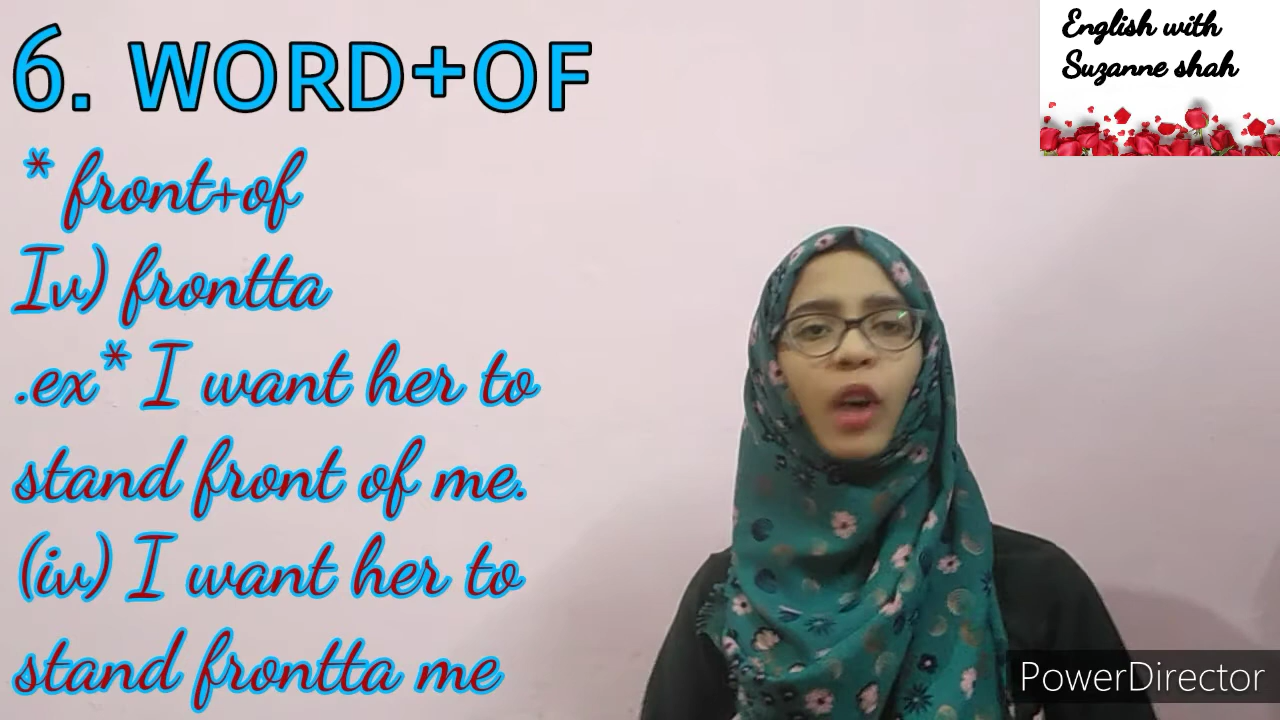 6. WORD+OF
* front+of
Iv) frontta
.ex* I want her to
stand front of me.
(iv) I want her to
stand frontta me
English with
Suzanne shah
PowerDirector